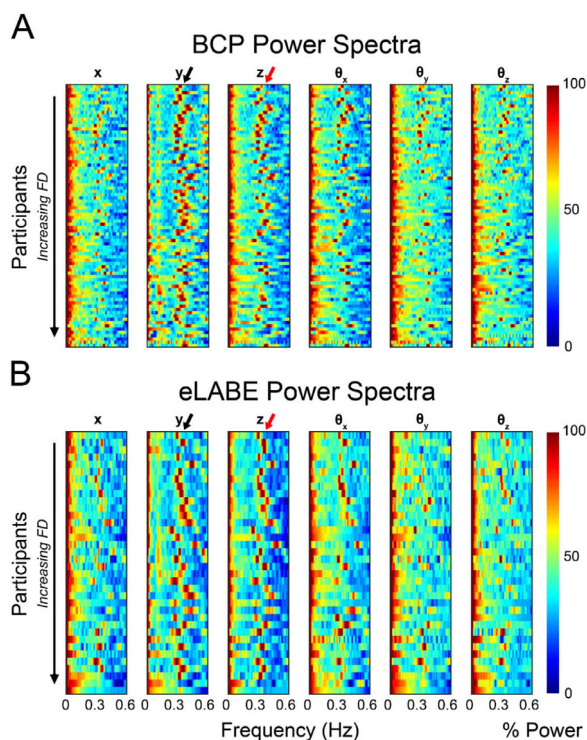 A
BCP Power Spectra
x y z θx θy θz
Participants
Increasing FD
100
50
0
B
eLABE Power Spectra
x y z θx θy θz
Participants
Increasing FD
100
50
0
0 0.3 0.6 0 0.3 0.6 0 0.3 0.6 0 0.3 0.6 0 0.3 0.6 0 0.3 0.6
Frequency (Hz)
% Power